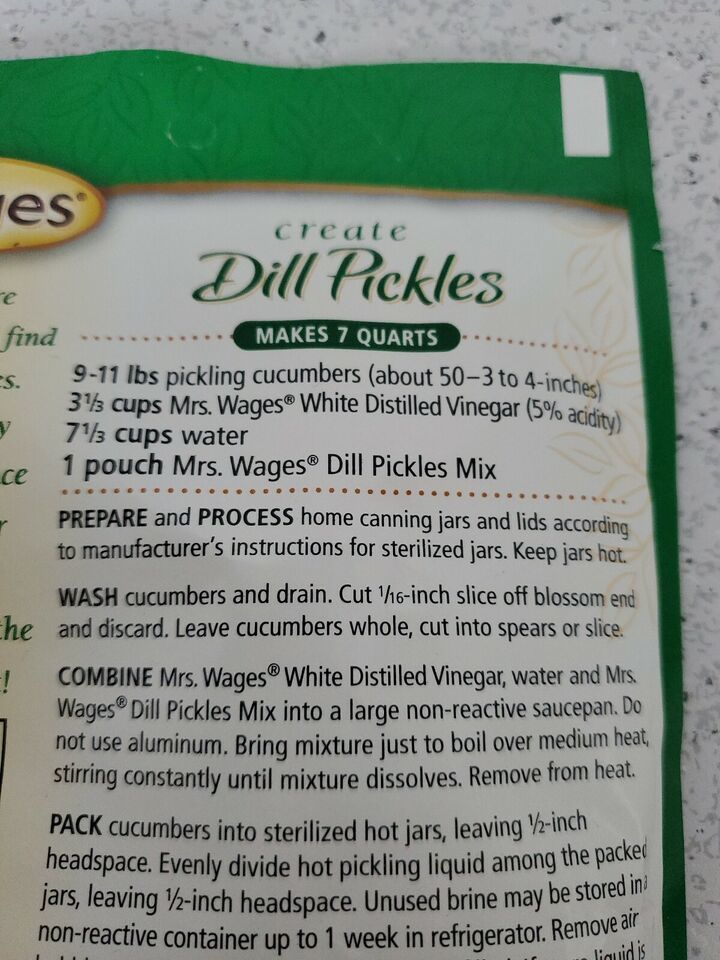 es®
create
Dill Pickles
find
MAKES 7 QUARTS
9-11 lbs pickling cucumbers (about 50–3 to 4-inches)
3⅓ cups Mrs. Wages® White Distilled Vinegar (5% acidity)
7⅓ cups water
1 pouch Mrs. Wages® Dill Pickles Mix
PREPARE and PROCESS home canning jars and lids according
to manufacturer's instructions for sterilized jars. Keep jars hot.
WASH cucumbers and drain. Cut 1/16-inch slice off blossom end
the
and discard. Leave cucumbers whole, cut into spears or slice.
COMBINE Mrs. Wages® White Distilled Vinegar, water and Mrs.
Wages® Dill Pickles Mix into a large non-reactive saucepan. Do
not use aluminum. Bring mixture just to boil over medium heat,
stirring constantly until mixture dissolves. Remove from heat.
PACK cucumbers into sterilized hot jars, leaving ½-inch
headspace. Evenly divide hot pickling liquid among the packed
jars, leaving ½-inch headspace. Unused brine may be stored in a
non-reactive container up to 1 week in refrigerator. Remove air
liquid is